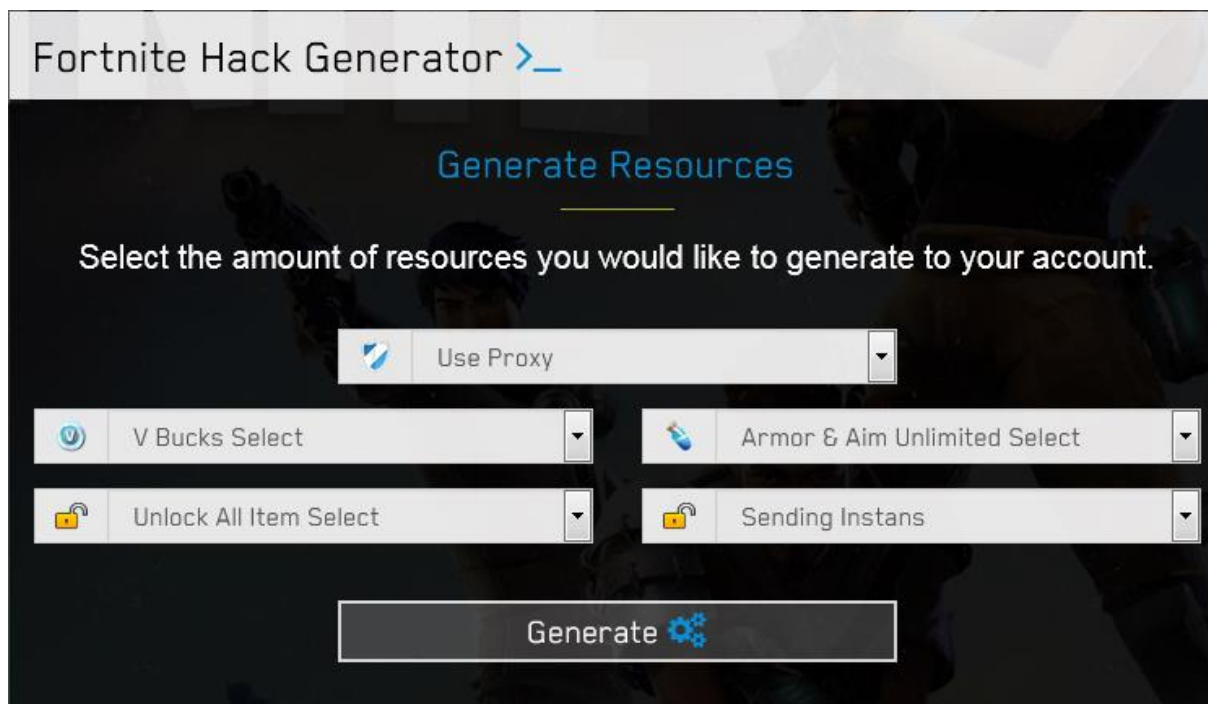 Fortnite Hack Generator >_
Generate Resources
Select the amount of resources you would like to generate to your account.
Use Proxy
V Bucks Select
Armor & Aim Unlimited Select
Unlock All Item Select
Sending Instans
Generate